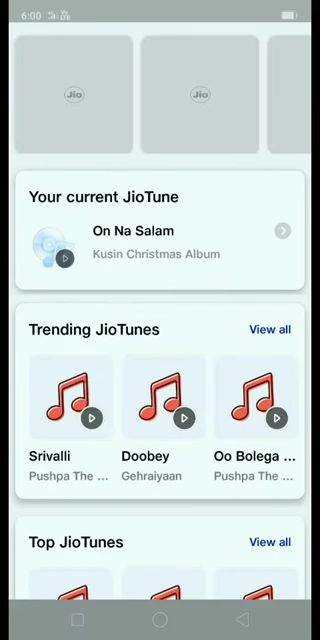 6:00
Jio
Jio
Your current JioTune
On Na Salam
Kusin Christmas Album
Trending JioTunes
View all
Srivalli
Doobey
Oo Bolega ...
Pushpa The ...
Gehraiyaan
Pushpa The ...
Top JioTunes
View all